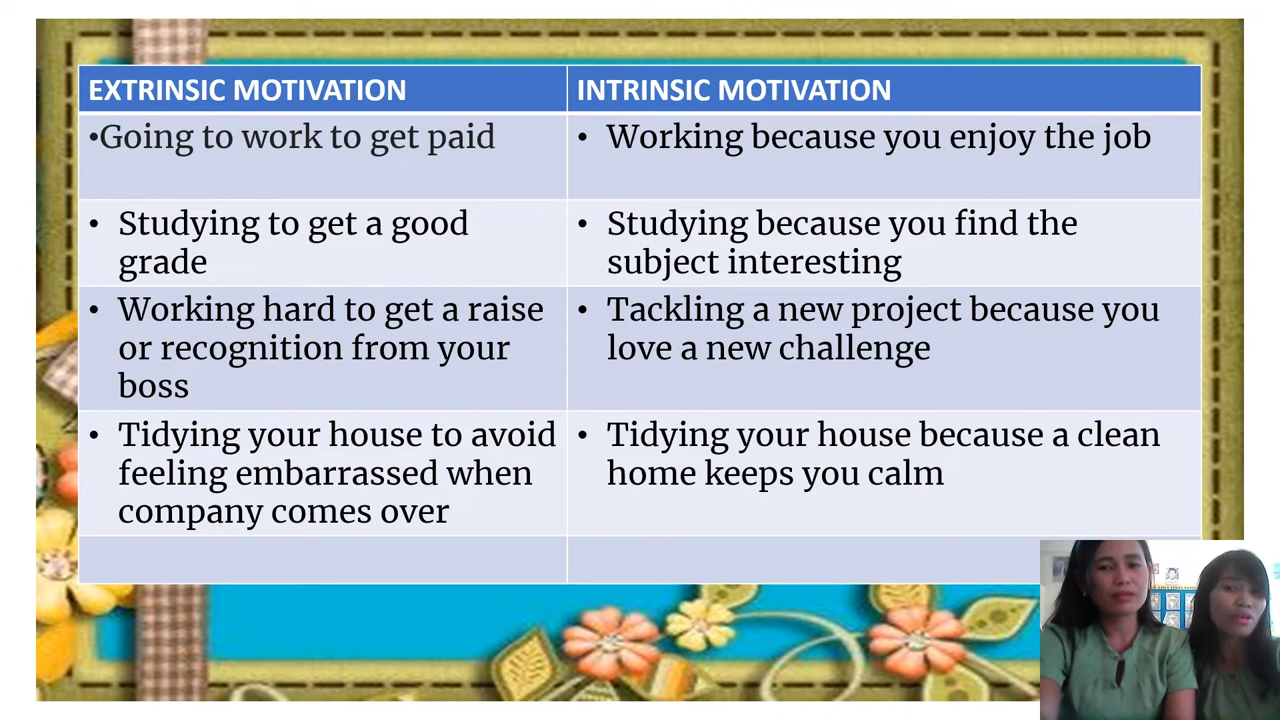 EXTRINSIC MOTIVATION
INTRINSIC MOTIVATION
•Going to work to get paid
• Working because you enjoy the job
• Studying to get a good
grade
• Studying because you find the
subject interesting
• Working hard to get a raise
or recognition from your
boss
• Tackling a new project because you
love a new challenge
• Tidying your house to avoid
feeling embarrassed when
company comes over
• Tidying your house because a clean
home keeps you calm